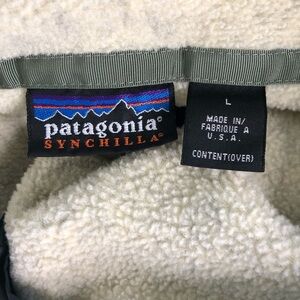 patagonia®
SYNCHILLA®
L
MADE IN/
FABRIQUE A
U.S.A.
CONTENT(OVER)